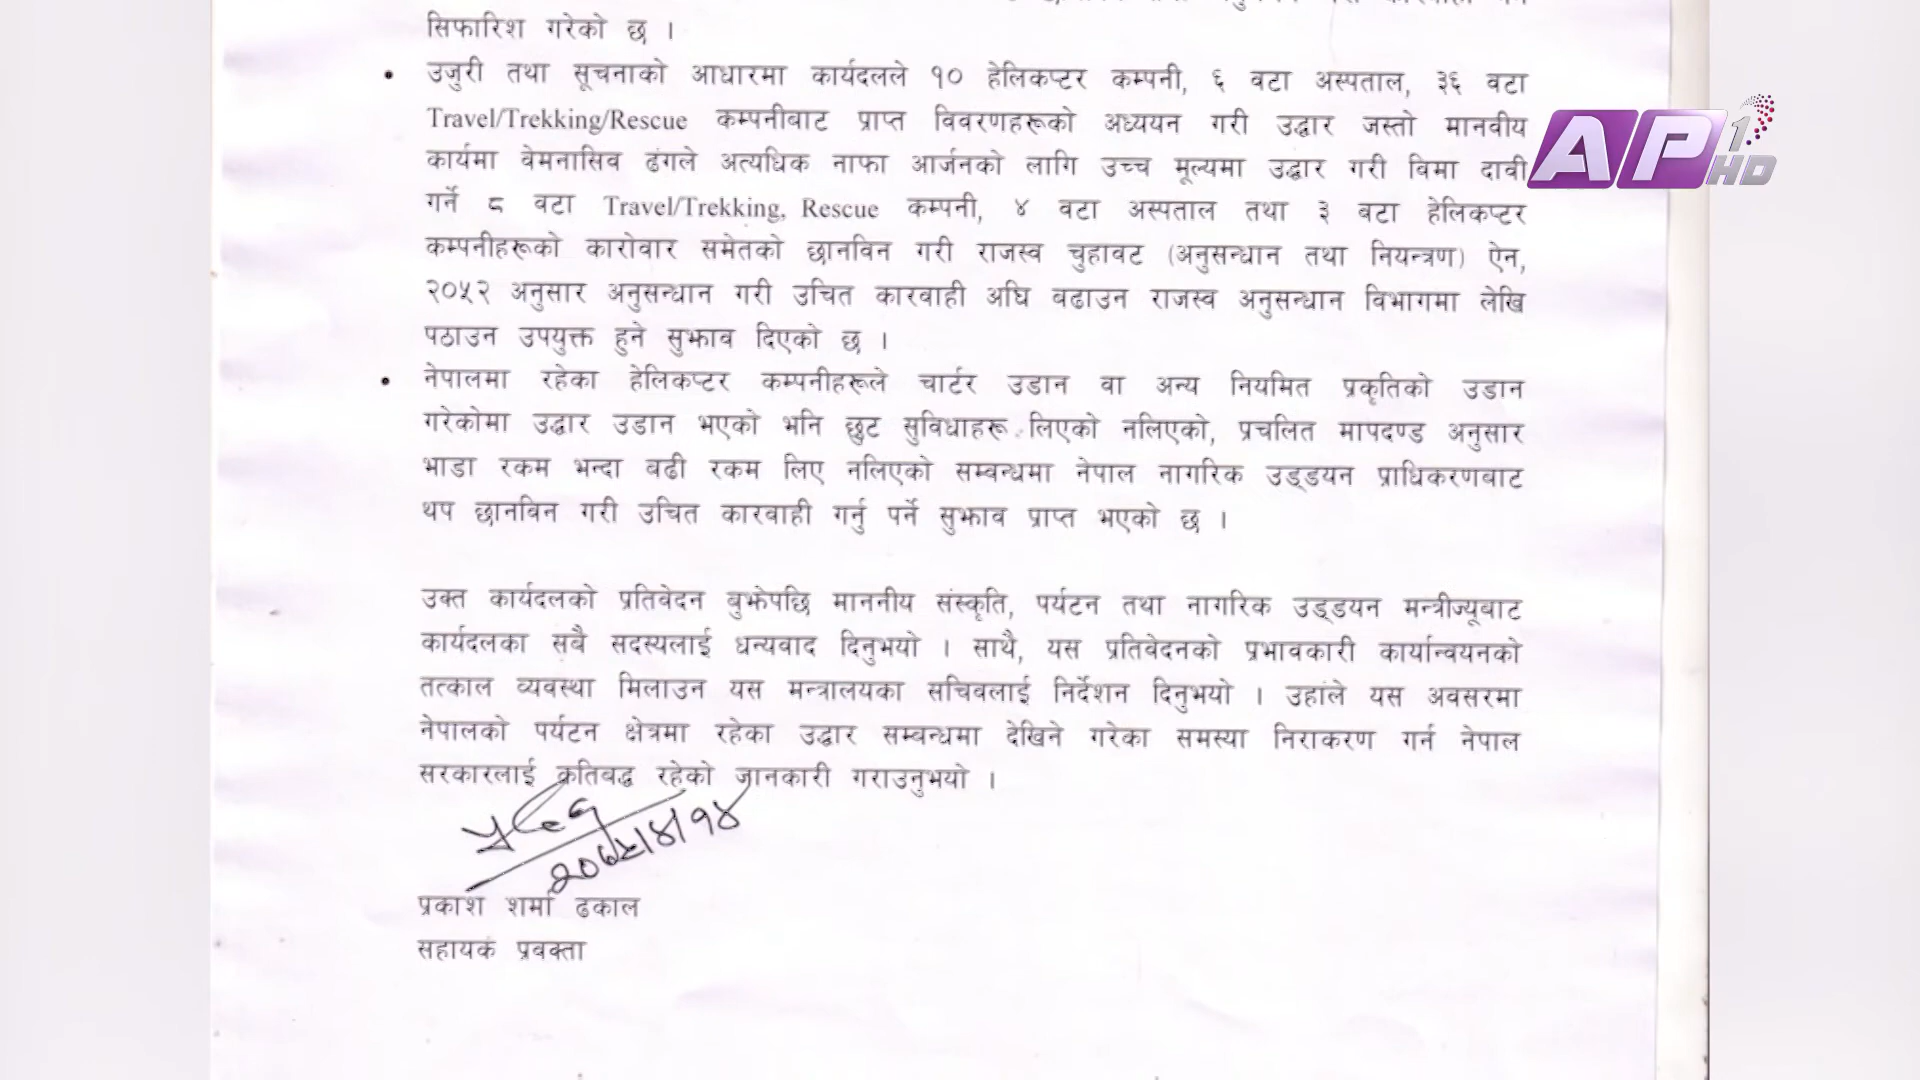 सिफारिश गरेको छ ।
• उजुरी तथा सूचनाको आधारमा कार्यदलले १० हेलिकप्टर कम्पनी, ६ वटा अस्पताल, ३६ वटा
Travel/Trekking/Rescue कम्पनीबाट प्राप्त विवरणहरूको अध्ययन गरी उद्धार जस्तो मानवीय
कार्यमा वेमनासिव ढंगले अत्यधिक नाफा आर्जनको लागि उच्च मूल्यमा उद्धार गरी विमा दावी
गर्ने ८ वटा Travel/Trekking, Rescue कम्पनी, ४ वटा अस्पताल तथा ३ बटा हेलिकप्टर
कम्पनीहरूको कारोवार समेतको छानविन गरी राजस्व चुहावट (अनुसन्धान तथा नियन्त्रण) ऐन,
२०५२ अनुसार अनुसन्धान गरी उचित कारवाही अघि बढाउन राजस्व अनुसन्धान विभागमा लेखि
पठाउन उपयुक्त हुने सुझाव दिएको छ ।
• नेपालमा रहेका हेलिकप्टर कम्पनीहरूले चार्टर उडान वा अन्य नियमित प्रकृतिको उडान
गरेकोमा उद्धार उडान भएको भनि छुट सुविधाहरू लिएको नलिएको, प्रचलित मापदण्ड अनुसार
भाडा रकम भन्दा बढी रकम लिए नलिएको सम्बन्धमा नेपाल नागरिक उड्डयन प्राधिकरणबाट
थप छानविन गरी उचित कारवाही गर्नु पर्ने सुझाव प्राप्त भएको छ ।
उक्त कार्यदलको प्रतिवेदन बुझेपछि माननीय संस्कृति, पर्यटन तथा नागरिक उड्डयन मन्त्रीज्यूबाट
कार्यदलका सबै सदस्यलाई धन्यवाद दिनुभयो । साथै, यस प्रतिवेदनको प्रभावकारी कार्यान्वयनको
तत्काल व्यवस्था मिलाउन यस मन्त्रालयका सचिवलाई निर्देशन दिनुभयो । उहांले यस अवसरमा
नेपालको पर्यटन क्षेत्रमा रहेका उद्धार सम्बन्धमा देखिने गरेका समस्या निराकरण गर्न नेपाल
सरकारलाई क्रतिबद्ध रहेको जानकारी गराउनुभयो ।
२०७५।४।१४
प्रकाश शर्मा ढकाल
सहायक प्रवक्ता
AP1 HD